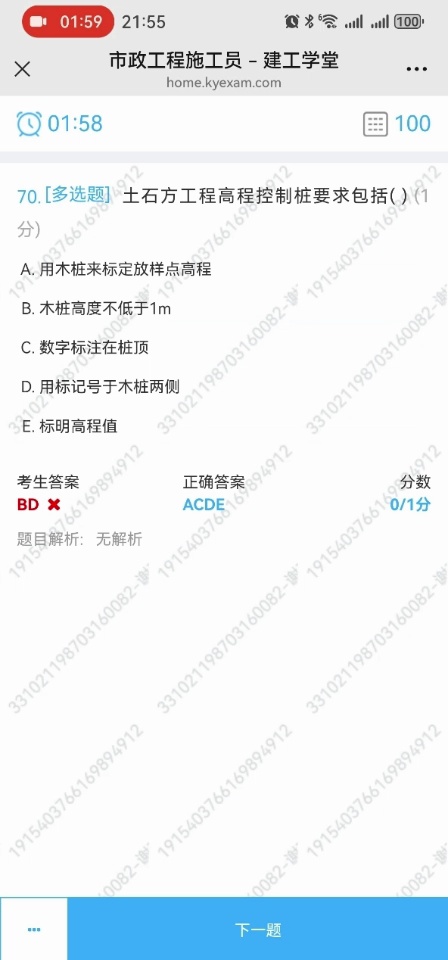 01:59 21:55 6 100
市政工程施工员 – 建工学堂
home.kyexam.com
01:58 100
70. [多选题] 土石方工程高程控制桩要求包括( ) (1
分)
A. 用木桩来标定放样点高程
B. 木桩高度不低于1m
C. 数字标注在桩顶
D. 用标记号于木桩两侧
E. 标明高程值
考生答案 正确答案 分数
BD ACDE 0/1分
题目解析: 无解析
191540376616989​4912
331021198703160082-
下一题